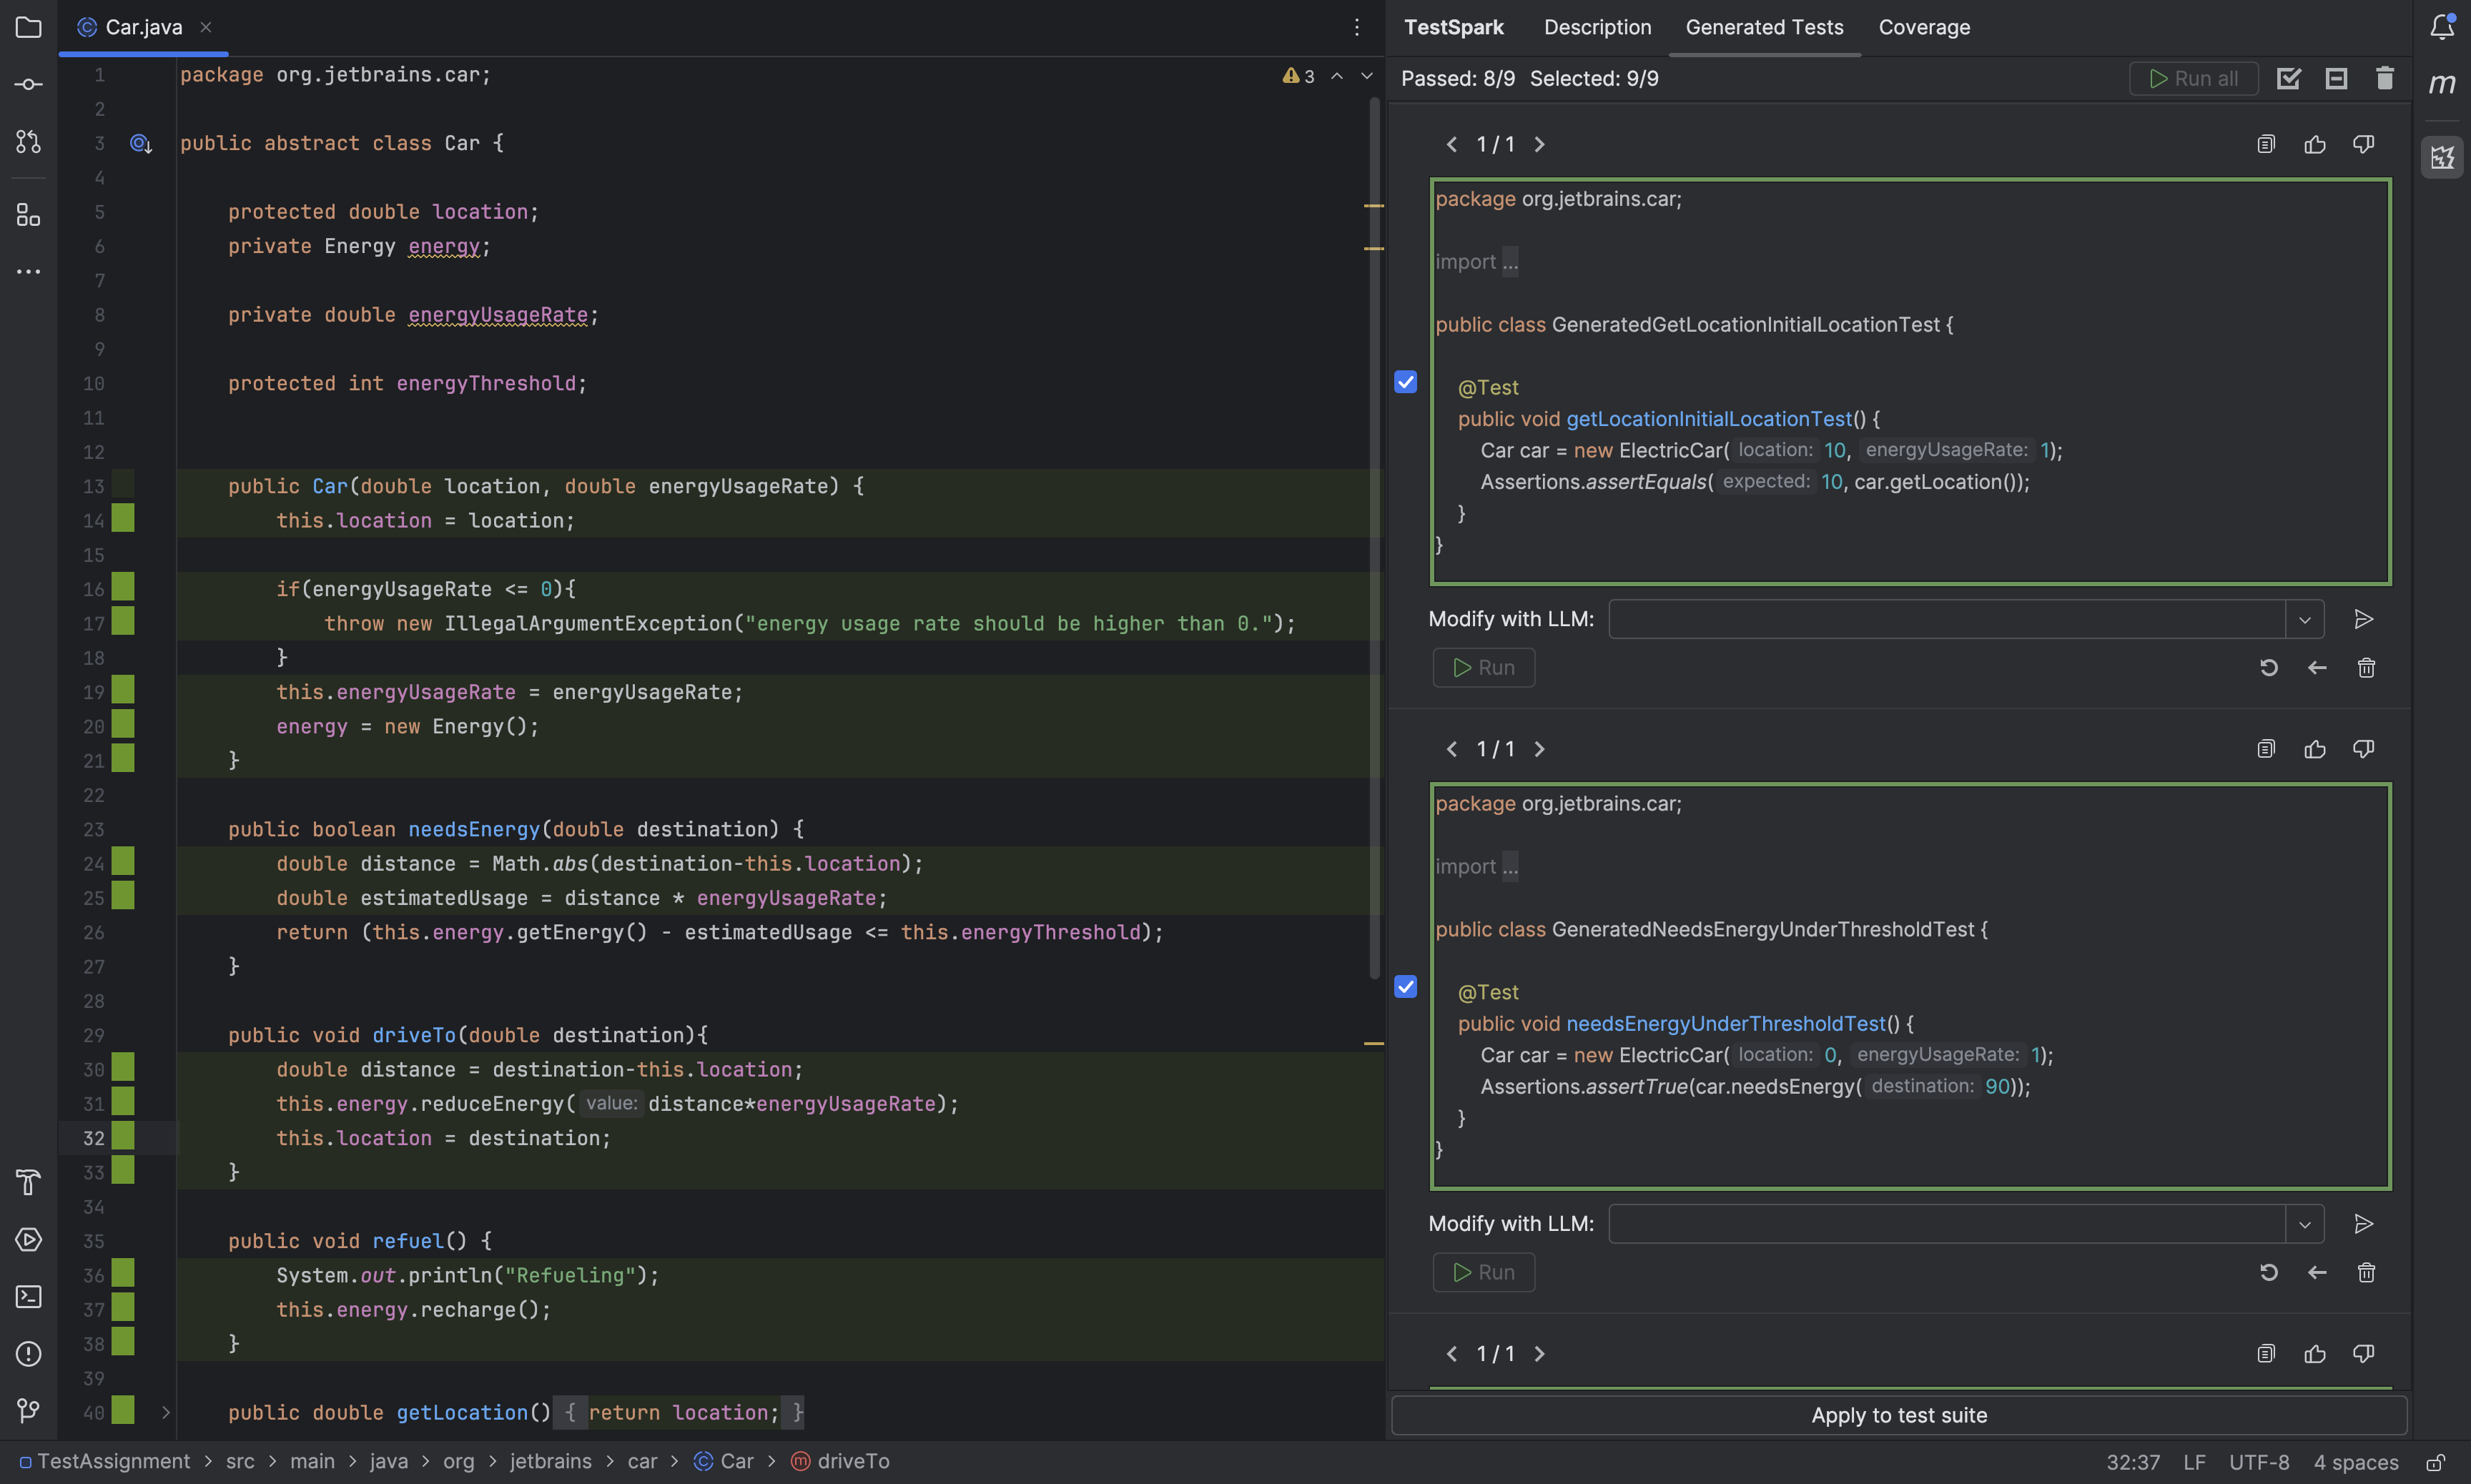 Car.java
TestSpark Description Generated Tests Coverage
3
Passed: 8/9 Selected: 9/9
Run all
m
1 package org.jetbrains.car;
2
3 public abstract class Car {
4
5 protected double location;
6 private Energy energy;
7
8 private double energyUsageRate;
9
10 protected int energyThreshold;
11
12
13 public Car(double location, double energyUsageRate) {
14 this.location = location;
15
16 if(energyUsageRate <= 0){
17 throw new IllegalArgumentException("energy usage rate should be higher than 0.");
18 }
19 this.energyUsageRate = energyUsageRate;
20 energy = new Energy();
21 }
22
23 public boolean needsEnergy(double destination) {
24 double distance = Math.abs(destination-this.location);
25 double estimatedUsage = distance * energyUsageRate;
26 return (this.energy.getEnergy() - estimatedUsage <= this.energyThreshold);
27 }
28
29 public void driveTo(double destination){
30 double distance = destination-this.location;
31 this.energy.reduceEnergy( value: distance*energyUsageRate);
32 this.location = destination;
33 }
34
35 public void refuel() {
36 System.out.println("Refueling");
37 this.energy.recharge();
38 }
39
40 public double getLocation() { return location; }
1 / 1
package org.jetbrains.car;
import ...
public class GeneratedGetLocationInitialLocationTest {
@Test
public void getLocationInitialLocationTest() {
Car car = new ElectricCar( location: 10, energyUsageRate: 1);
Assertions.assertEquals( expected: 10, car.getLocation());
}
}
Modify with LLM:
Run
1 / 1
package org.jetbrains.car;
import ...
public class GeneratedNeedsEnergyUnderThresholdTest {
@Test
public void needsEnergyUnderThresholdTest() {
Car car = new ElectricCar( location: 0, energyUsageRate: 1);
Assertions.assertTrue(car.needsEnergy( destination: 90));
}
}
Modify with LLM:
Run
1 / 1
Apply to test suite
TestAssignment > src > main > java > org > jetbrains > car > Car > driveTo
32:37 LF UTF-8 4 spaces